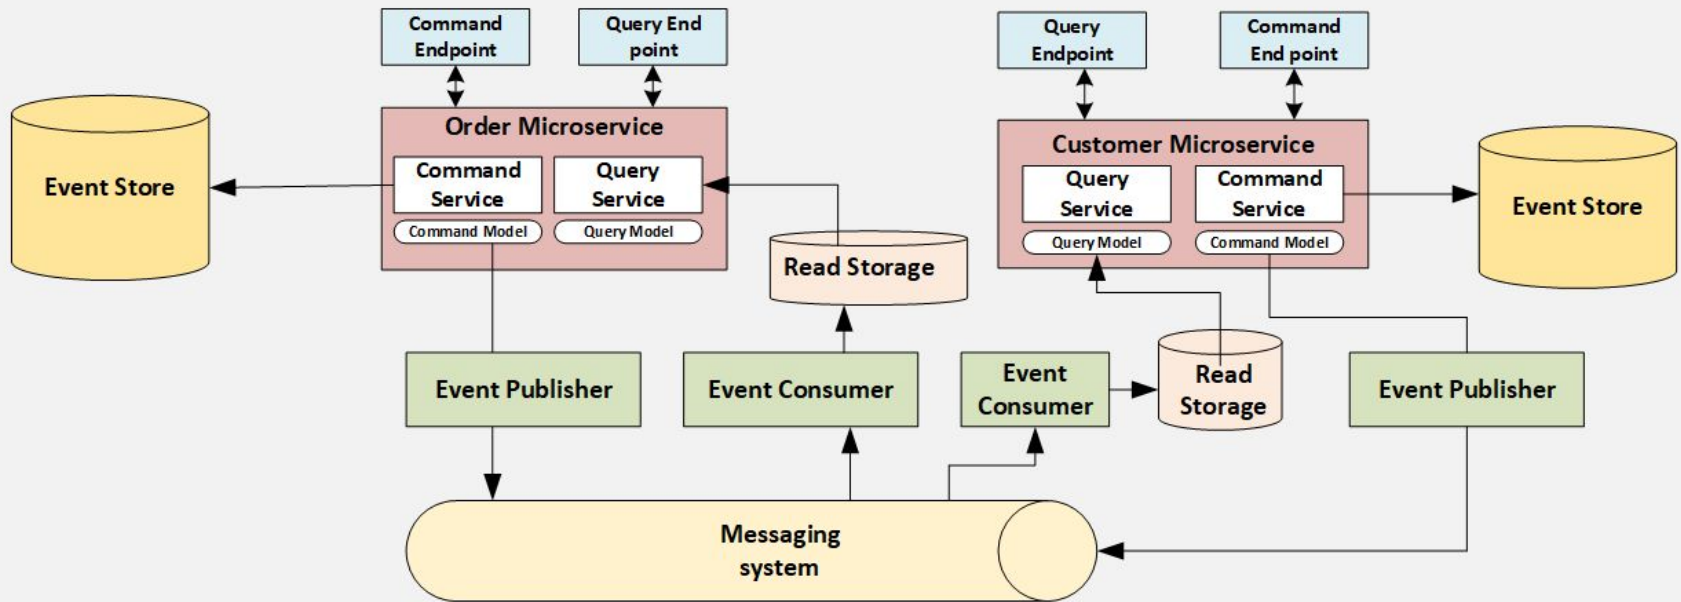 Command
Endpoint
Query End
point
Query
Endpoint
Command
End point
Order Microservice
Command
Service
Query
Service
Command Model
Query Model
Event Store
Customer Microservice
Query
Service
Command
Service
Query Model
Command Model
Event Store
Read Storage
Event Publisher
Event Consumer
Event
Consumer
Read
Storage
Event Publisher
Messaging
system